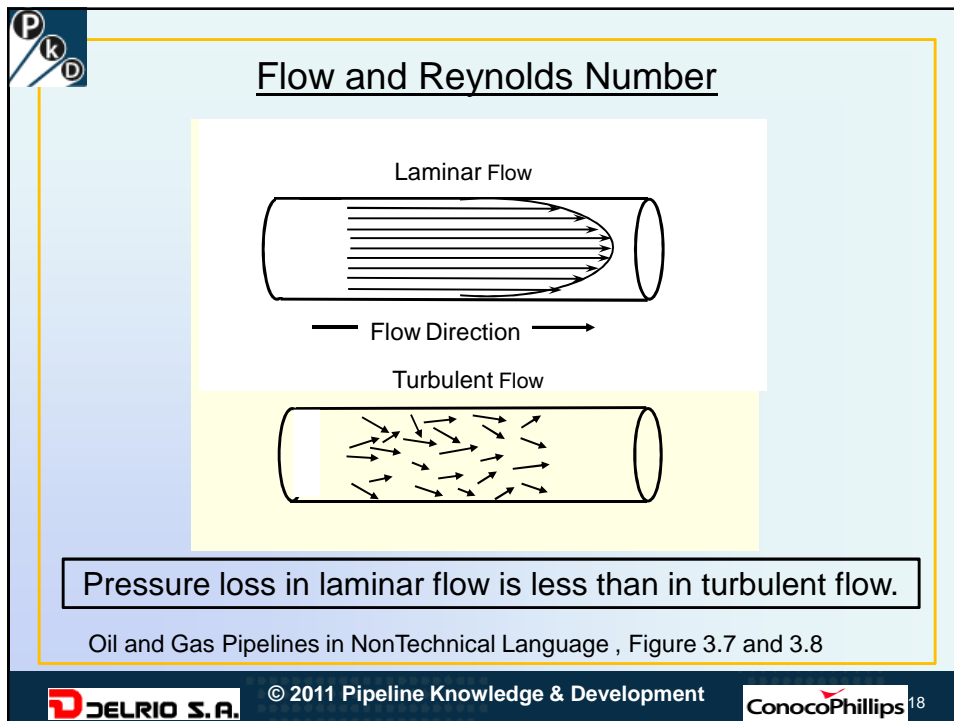 P
k
D
Flow and Reynolds Number
Laminar Flow
Flow Direction
Turbulent Flow
Pressure loss in laminar flow is less than in turbulent flow.
Oil and Gas Pipelines in NonTechnical Language , Figure 3.7 and 3.8
DELRIO S.A.
© 2011 Pipeline Knowledge & Development
ConocoPhillips
18